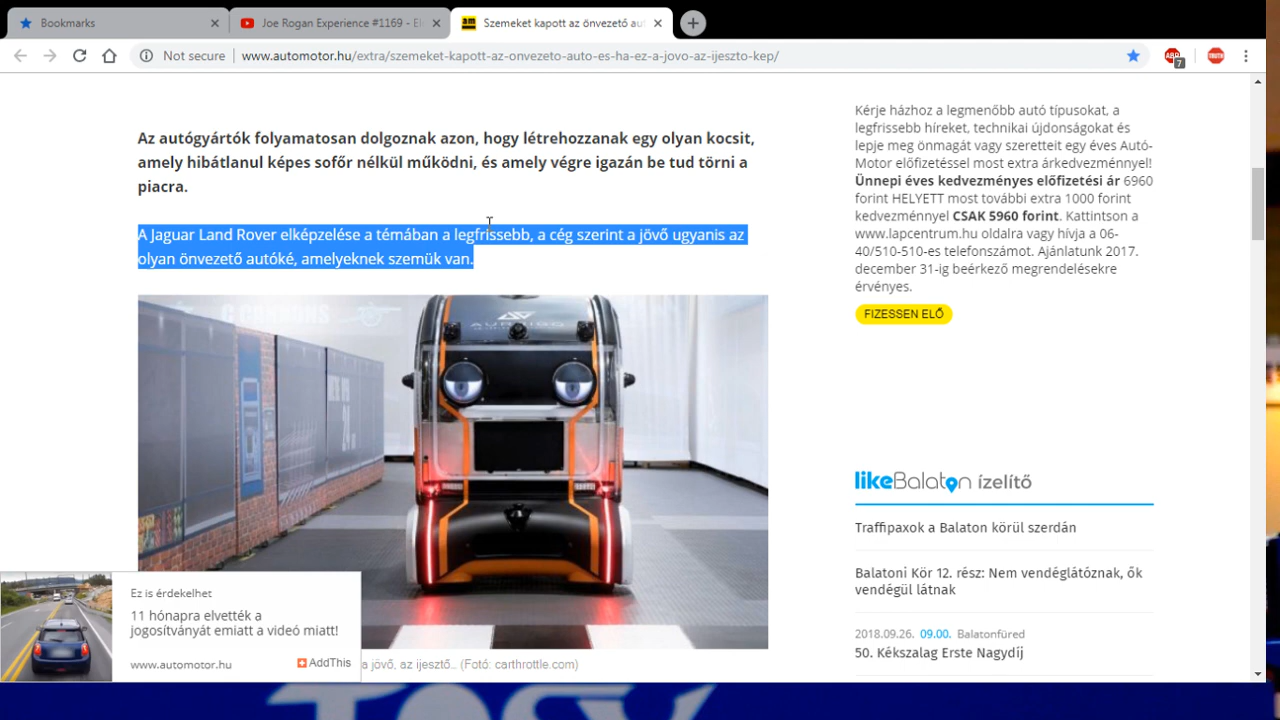 Bookmarks
Joe Rogan Experience #1169 - El
Szemeket kapott az önvezető au
Not secure
www.automotor.hu/extra/szemeket-kapott-az-onvezeto-auto-es-ha-ez-a-jovo-az-ijeszto-kep/
ABP
7
TRUTH
Az autógyártók folyamatosan dolgoznak azon, hogy létrehozzanak egy olyan kocsit,
amely hibátlanul képes sofőr nélkül működni, és amely végre igazán be tud törni a
piacra.
A Jaguar Land Rover elképzelése a témában a legfrissebb, a cég szerint a jövő ugyanis az
olyan önvezető autóké, amelyeknek szemük van.
AURRIGO
a jövő, az ijesztő... (Fotó: carthrottle.com)
Ez is érdekelhet
11 hónapra elvették a
jogosítványát emiatt a videó miatt!
www.automotor.hu
AddThis
Kérje házhoz a legmenőbb autó típusokat, a
legfrissebb híreket, technikai újdonságokat és
lepje meg önmagát vagy szeretteit egy éves Autó-
Motor előfizetéssel most extra árkedvezménnyel!
Ünnepi éves kedvezményes előfizetési ár 6960
forint HELYETT most további extra 1000 forint
kedvezménnyel CSAK 5960 forint. Kattintson a
www.lapcentrum.hu oldalra vagy hívja a 06-
40/510-510-es telefonszámot. Ajánlatunk 2017.
december 31-ig beérkező megrendelésekre
érvényes.
FIZESSEN ELŐ
likeBalaton ízelítő
Traffipaxok a Balaton körül szerdán
Balatoni Kör 12. rész: Nem vendéglátóznak, ők
vendégül látnak
2018.09.26. 09.00. Balatonfüred
50. Kékszalag Erste Nagydíj